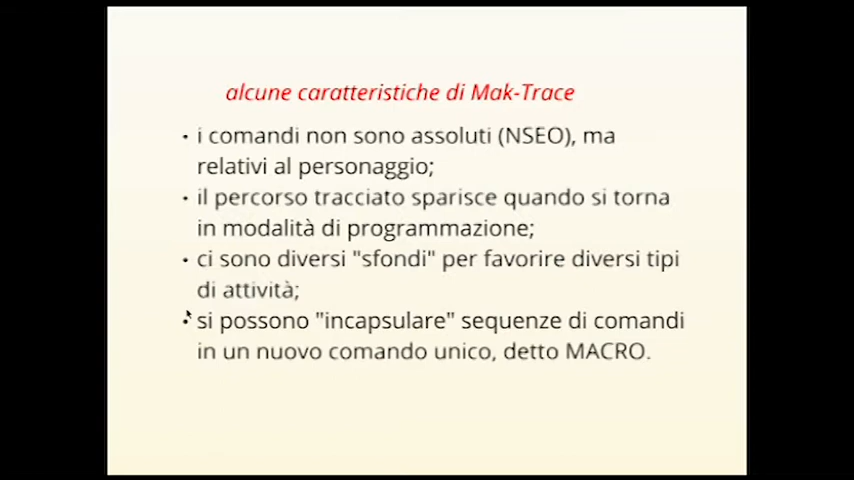 alcune caratteristiche di Mak-Trace
• i comandi non sono assoluti (NSEO), ma
relativi al personaggio;
• il percorso tracciato sparisce quando si torna
in modalità di programmazione;
• ci sono diversi "sfondi" per favorire diversi tipi
di attività;
• si possono "incapsulare" sequenze di comandi
in un nuovo comando unico, detto MACRO.